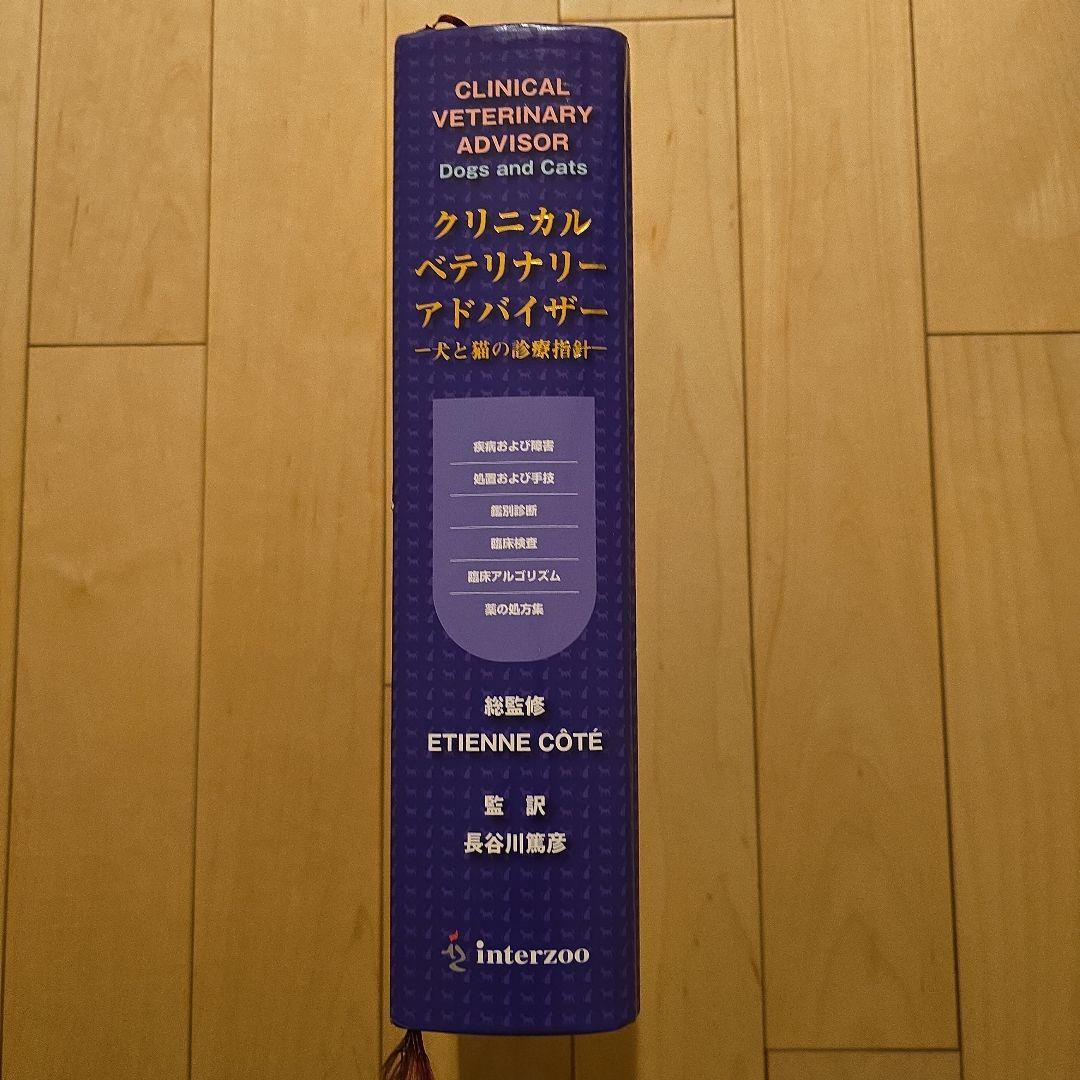 CLINICAL
VETERINARY
ADVISOR
Dogs and Cats
クリニカル
ベテリナリー
アドバイザー
―犬と猫の診療指針―
疾病および障害
処置および手技
鑑別診断
臨床検査
臨床アルゴリズム
薬の処方集
総監修
ETIENNE CÔTÉ
監 訳
長谷川篤彦
interzoo